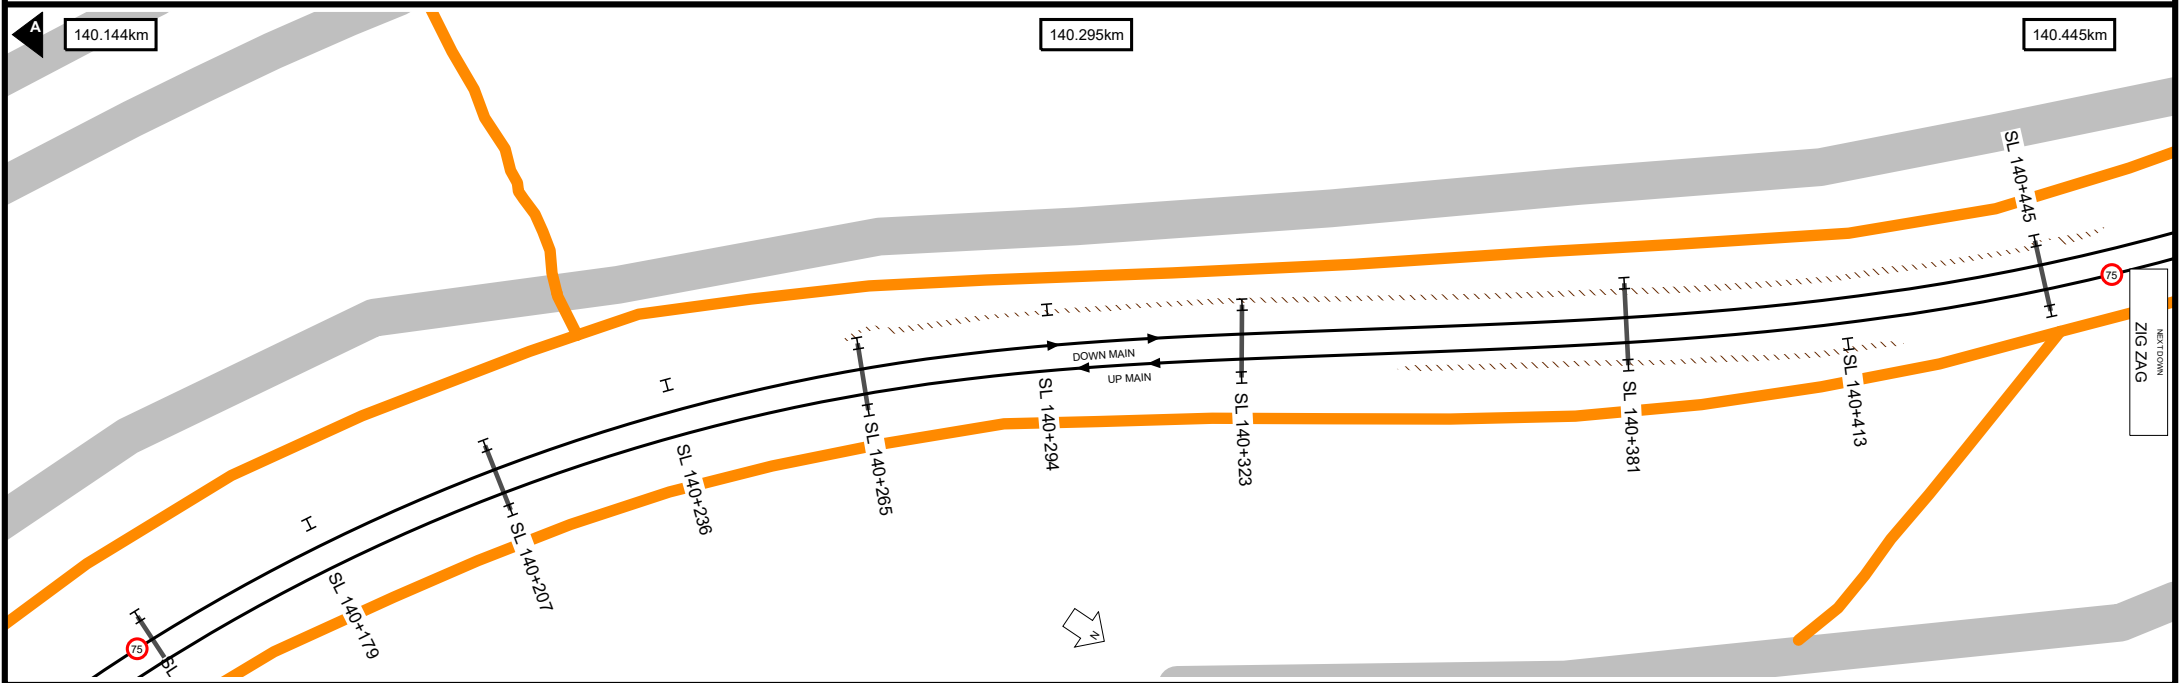 A
140.144km
140.295km
140.445km
SL 140+445
75
NEXT DOWN
ZIG ZAG
DOWN MAIN
UP MAIN
SL 140+413
SL 140+381
SL 140+323
SL 140+294
SL 140+265
SL 140+236
SL 140+207
SL 140+179
75
SL
N